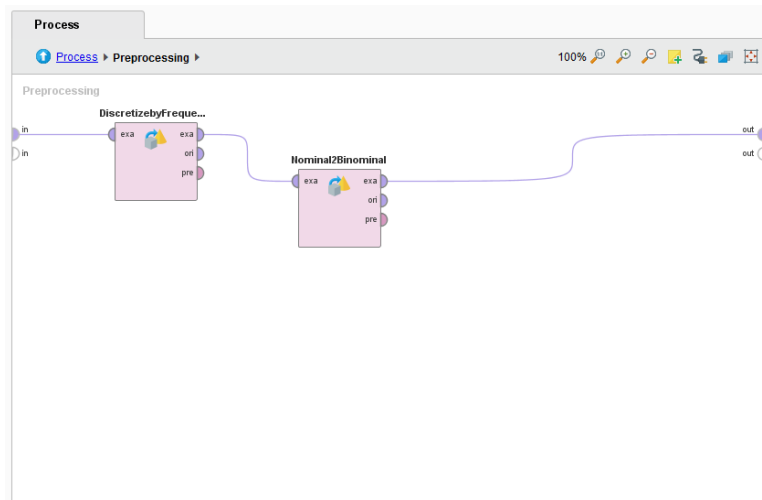 Process
Process Preprocessing
100%
Preprocessing
DiscretizebyFreque...
in exa exa out
in ori out
pre
Nominal2Binominal
exa exa
ori
pre